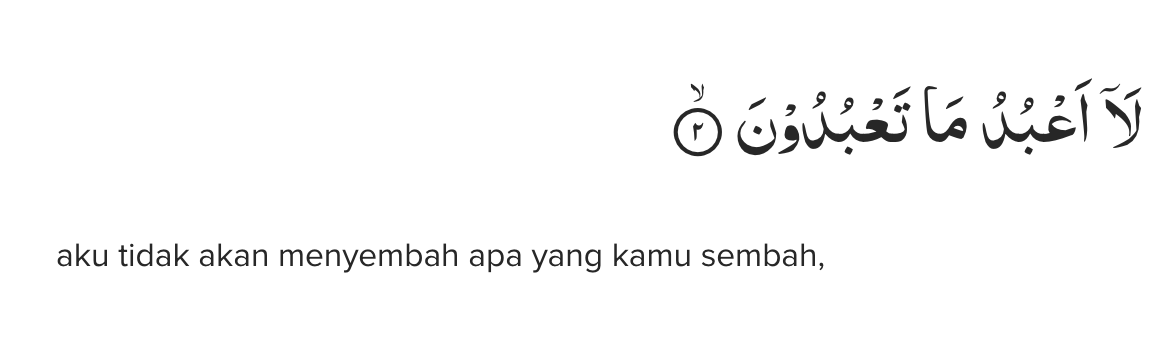 لَآ اَعْبُدُ مَا تَعْبُدُوْنَۙ ٢
aku tidak akan menyembah apa yang kamu sembah,